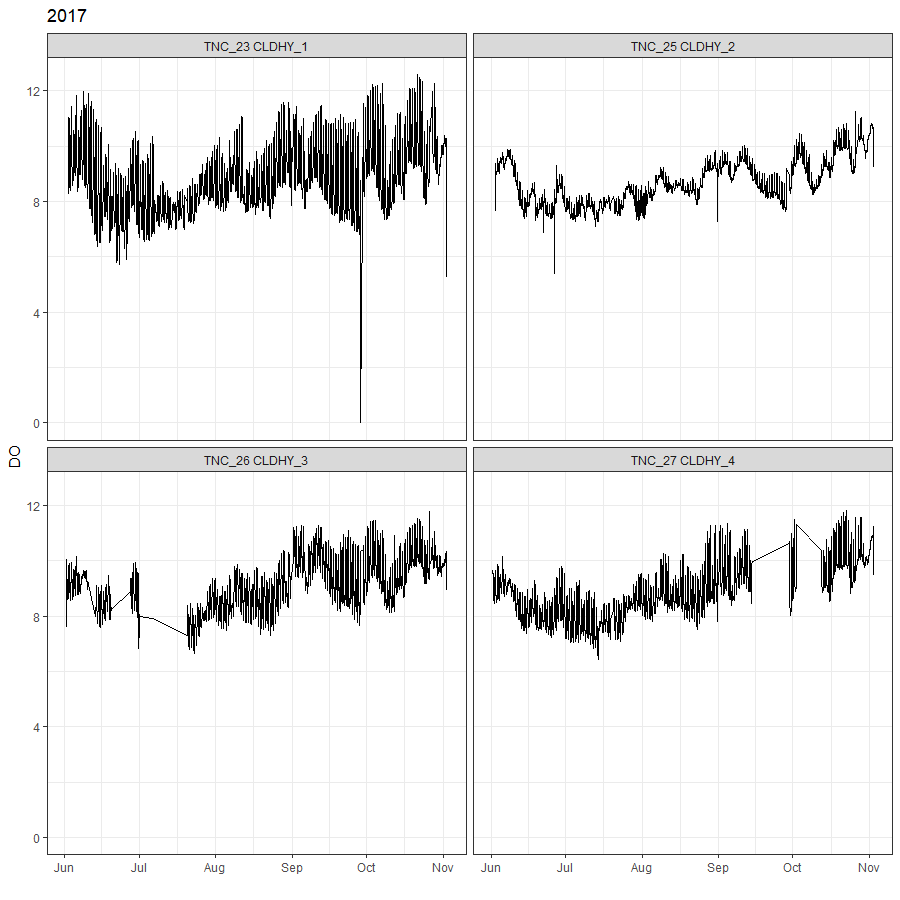 2017
TNC_23 CLDHY_1
TNC_25 CLDHY_2
12
8
4
0
DO
TNC_26 CLDHY_3
TNC_27 CLDHY_4
12
8
4
0
Jun Jul Aug Sep Oct Nov
Jun Jul Aug Sep Oct Nov